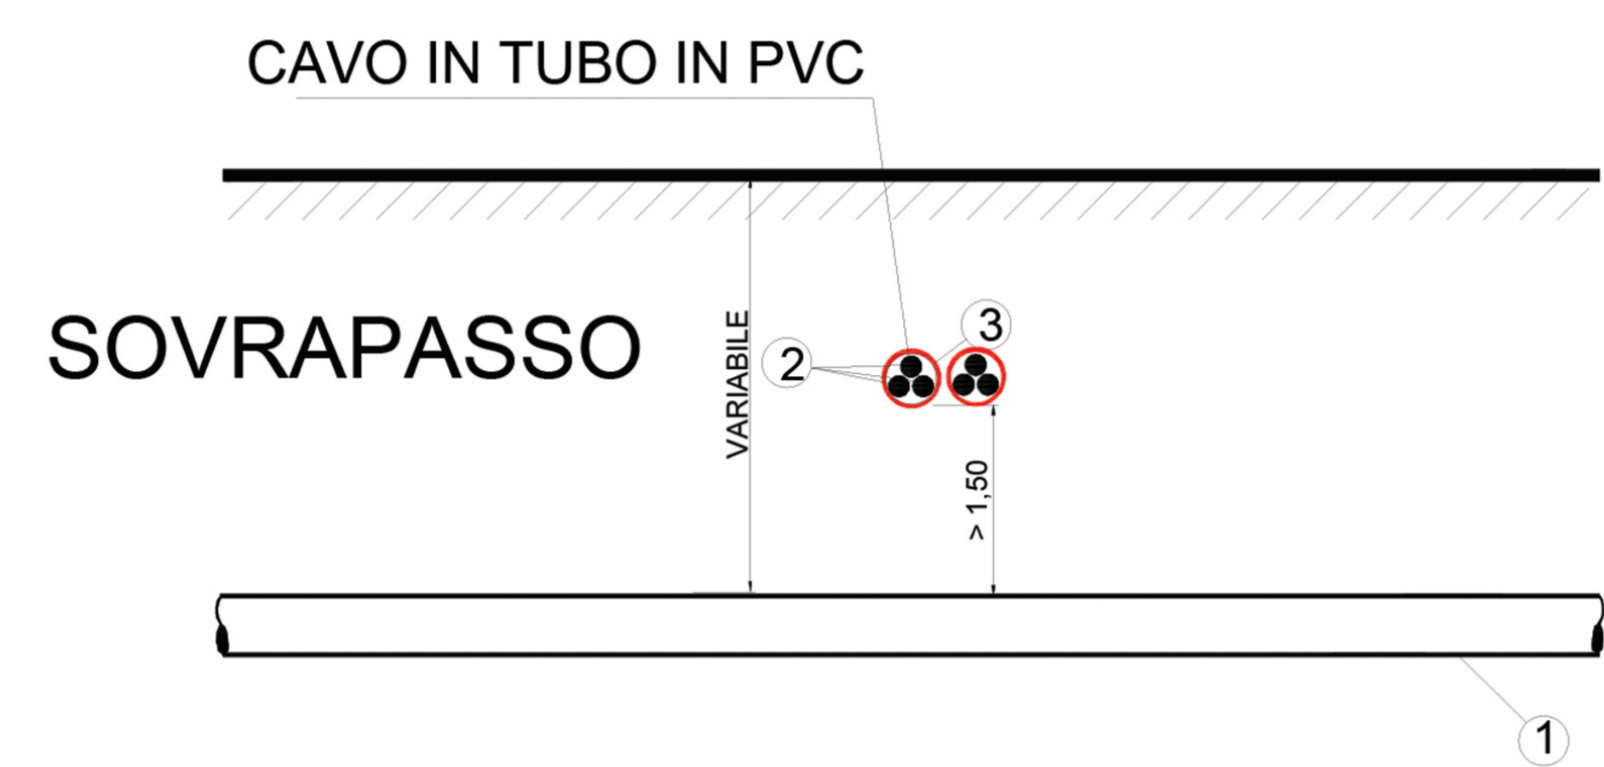 CAVO IN TUBO IN PVC
SOVRAPASSO
VARIABILE
2
3
> 1,50
1